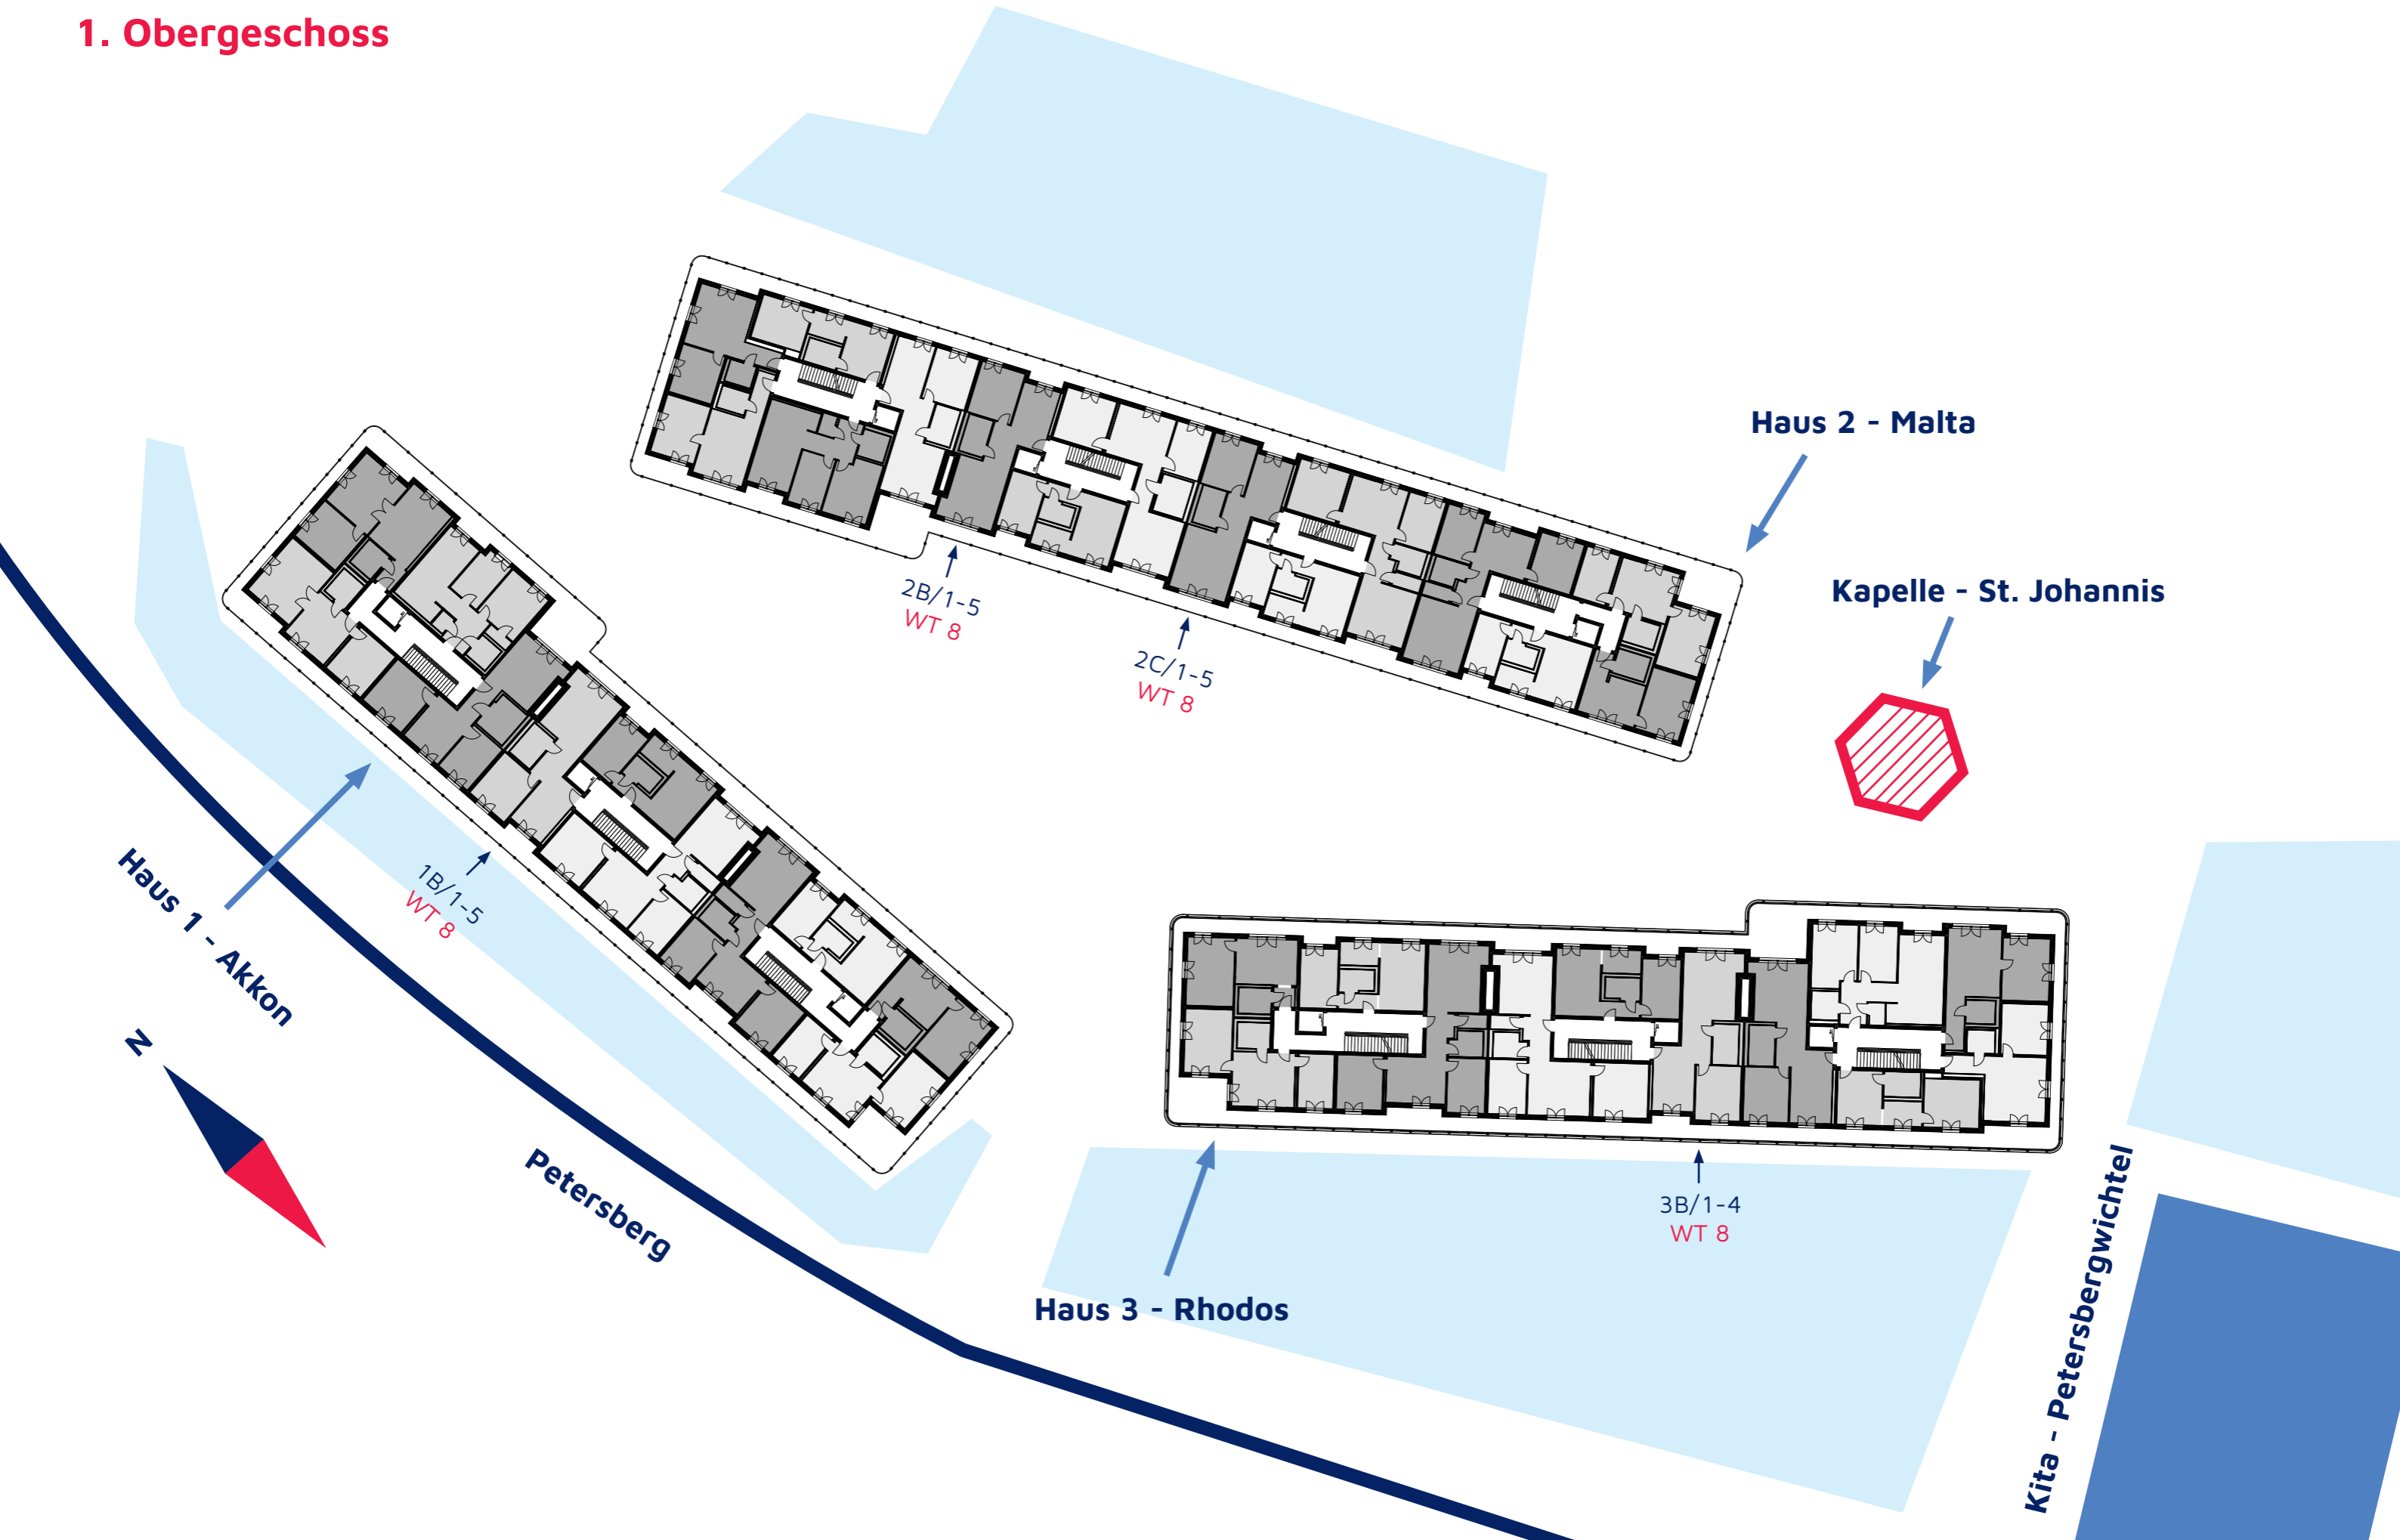 1. Obergeschoss
Haus 2 - Malta
Kapelle - St. Johannis
2B/1-5
WT 8
2C/1-5
WT 8
1B/1-5
WT 8
Haus 1 - Akkon
N
Petersberg
3B/1-4
WT 8
Haus 3 - Rhodos
Kita - Petersbergwichtel